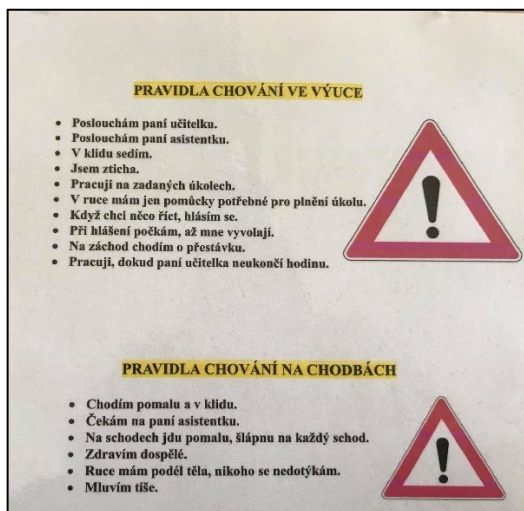 PRAVIDLA CHOVÁNÍ VE VÝUCE
• Poslouchám paní učitelku.
• Poslouchám paní asistentku.
• V klidu sedím.
• Jsem zticha.
• Pracuji na zadaných úkolech.
• V ruce mám jen pomůcky potřebné pro plnění úkolu.
• Když chci něco říct, hlásím se.
• Při hlášení počkám, až mne vyvolají.
• Na záchod chodím o přestávku.
• Pracuji, dokud paní učitelka neukončí hodinu.
PRAVIDLA CHOVÁNÍ NA CHODBÁCH
• Chodím pomalu a v klidu.
• Čekám na paní asistentku.
• Na schodech jdu pomalu, šlápnu na každý schod.
• Zdravím dospělé.
• Ruce mám podél těla, nikoho se nedotýkám.
• Mluvím tiše.